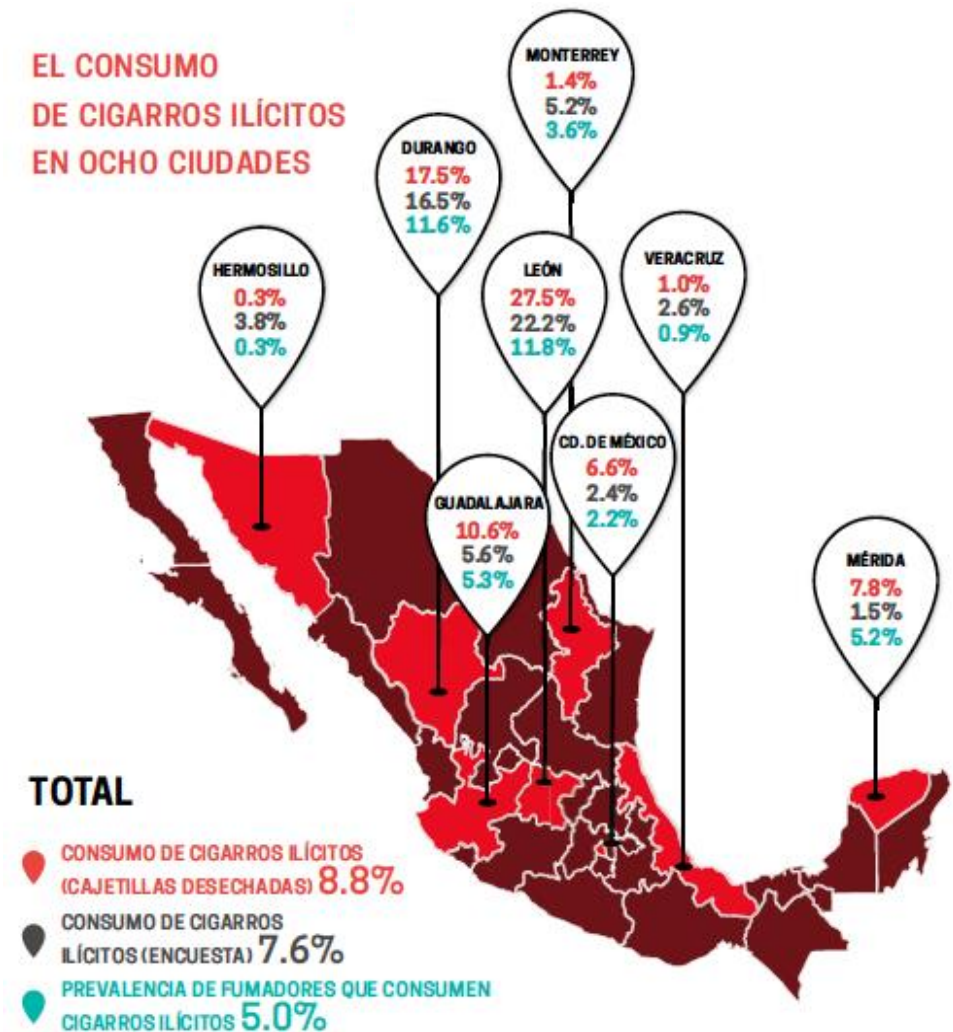 EL CONSUMO
DE CIGARROS ILÍCITOS
EN OCHO CIUDADES
MONTERREY
1.4%
5.2%
3.6%
DURANGO
17.5%
16.5%
11.6%
HERMOSILLO
0.3%
3.8%
0.3%
LEÓN
27.5%
22.2%
11.8%
VERACRUZ
1.0%
2.6%
0.9%
CD. DE MÉXICO
6.6%
2.4%
2.2%
GUADALAJARA
10.6%
5.6%
5.3%
MÉRIDA
7.8%
1.5%
5.2%
TOTAL
CONSUMO DE CIGARROS ILÍCITOS
(CAJETILLAS DESECHADAS) 8.8%
CONSUMO DE CIGARROS
ILÍCITOS (ENCUESTA) 7.6%
PREVALENCIA DE FUMADORES QUE CONSUMEN
CIGARROS ILÍCITOS 5.0%